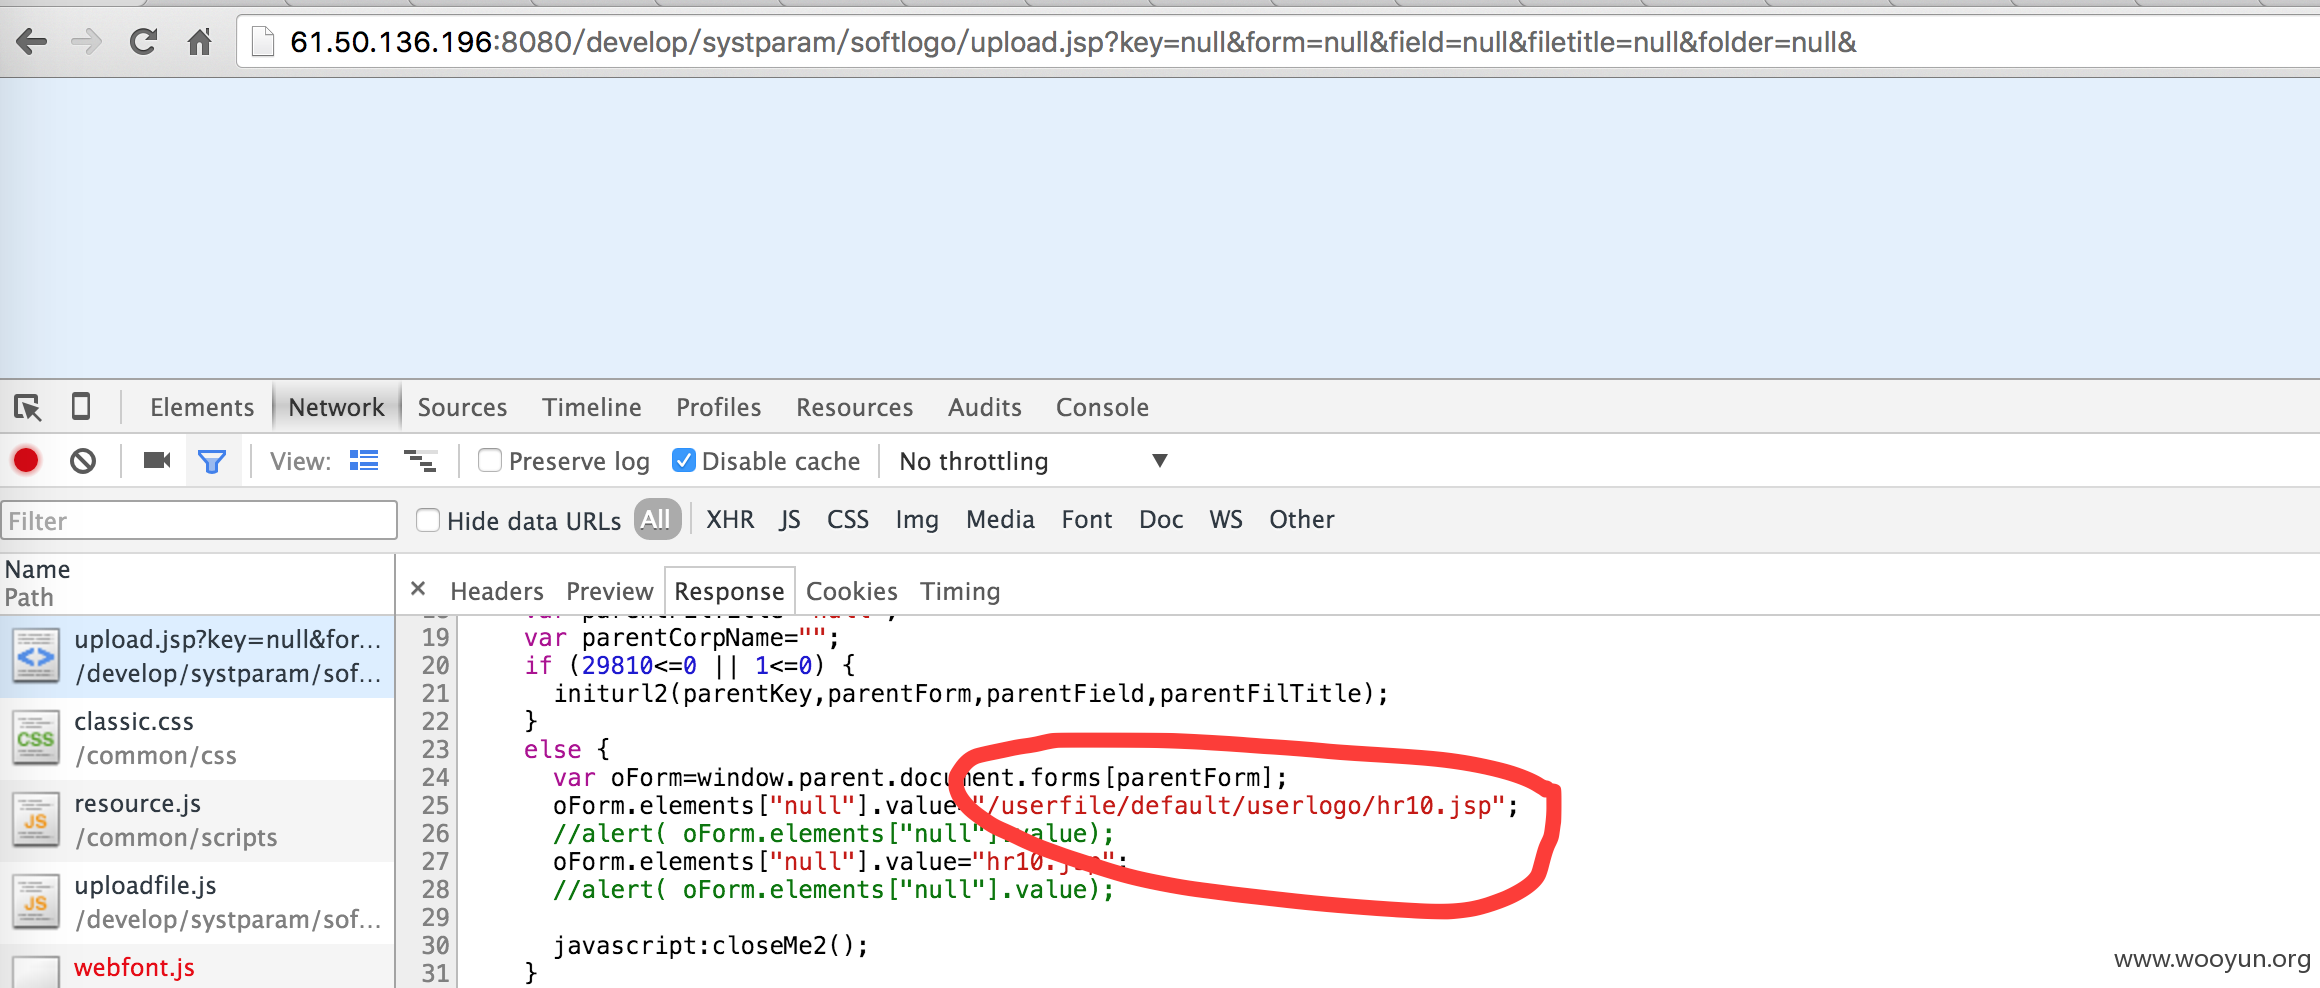 61.50.136.196:8080/develop/systparam/softlogo/upload.jsp?key=null&form=null&field=null&filetitle=null&folder=null&
Elements Network Sources Timeline Profiles Resources Audits Console
View: Preserve log Disable cache No throttling
Filter Hide data URLs All XHR JS CSS Img Media Font Doc WS Other
Name
Path
× Headers Preview Response Cookies Timing
upload.jsp?key=null&for...
/develop/systparam/sof...
classic.css
/common/css
resource.js
/common/scripts
uploadfile.js
/develop/systparam/sof...
webfont.js
19 var parentCorpName="";
20 if (29810<=0 || 1<=0) {
21 initurl2(parentKey,parentForm,parentField,parentFilTitle);
22 }
23 else {
24 var oForm=window.parent.document.forms[parentForm];
25 oForm.elements["null"].value="/userfile/default/userlogo/hr10.jsp";
26 //alert( oForm.elements["null"].value);
27 oForm.elements["null"].value="hr10.jsp";
28 //alert( oForm.elements["null"].value);
29
30 javascript:closeMe2();
31 }
www.wooyun.org